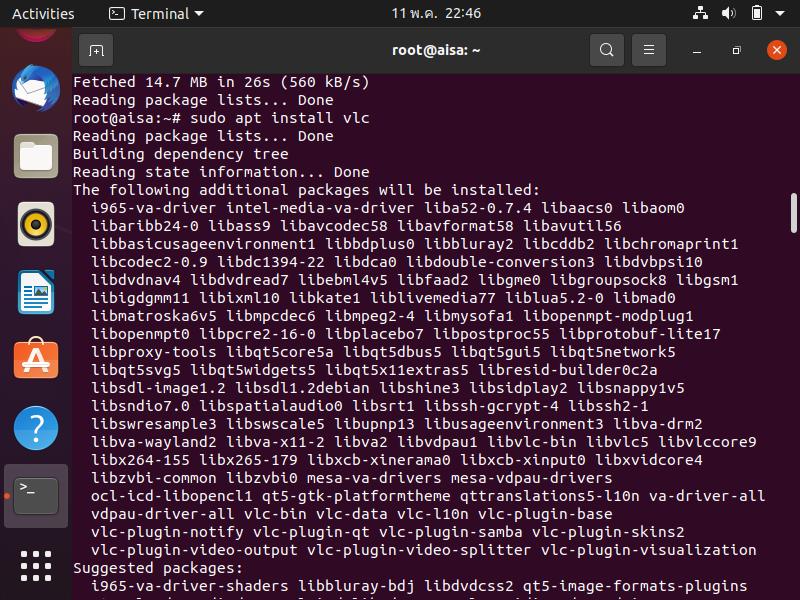 Activities Terminal 11 พ.ค. 22:46
root@aisa: ~
Fetched 14.7 MB in 26s (560 kB/s)
Reading package lists... Done
root@aisa:~# sudo apt install vlc
Reading package lists... Done
Building dependency tree
Reading state information... Done
The following additional packages will be installed:
i965-va-driver intel-media-va-driver liba52-0.7.4 libaacs0 libaom0
libaribb24-0 libass9 libavcodec58 libavformat58 libavutil56
libbasicusageenvironment1 libbdplus0 libbluray2 libcddb2 libchromaprint1
libcodec2-0.9 libdc1394-22 libdca0 libdouble-conversion3 libdvbpsi10
libdvdnav4 libdvdread7 libebml4v5 libfaad2 libgme0 libgroupsock8 libgsm1
libigdgmm11 libixml10 libkate1 liblivemedia77 liblua5.2-0 libmad0
libmatroska6v5 libmpcdec6 libmpeg2-4 libmysofa1 libopenmpt-modplug1
libopenmpt0 libpcre2-16-0 libplacebo7 libpostproc55 libprotobuf-lite17
libproxy-tools libqt5core5a libqt5dbus5 libqt5gui5 libqt5network5
libqt5svg5 libqt5widgets5 libqt5x11extras5 libresid-builder0c2a
libsdl-image1.2 libsdl1.2debian libshine3 libsidplay2 libsnappy1v5
libsndio7.0 libspatialaudio0 libsrt1 libssh-gcrypt-4 libssh2-1
libswresample3 libswscale5 libupnp13 libusageenvironment3 libva-drm2
libva-wayland2 libva-x11-2 libva2 libvdpau1 libvlc-bin libvlc5 libvlccore9
libx264-155 libx265-179 libxcb-xinerama0 libxcb-xinput0 libxvidcore4
libzvbi-common libzvbi0 mesa-va-drivers mesa-vdpau-drivers
ocl-icd-libopencl1 qt5-gtk-platformtheme qttranslations5-l10n va-driver-all
vdpau-driver-all vlc-bin vlc-data vlc-l10n vlc-plugin-base
vlc-plugin-notify vlc-plugin-qt vlc-plugin-samba vlc-plugin-skins2
vlc-plugin-video-output vlc-plugin-video-splitter vlc-plugin-visualization
Suggested packages:
i965-va-driver-shaders libbluray-bdj libdvdcss2 qt5-image-formats-plugins